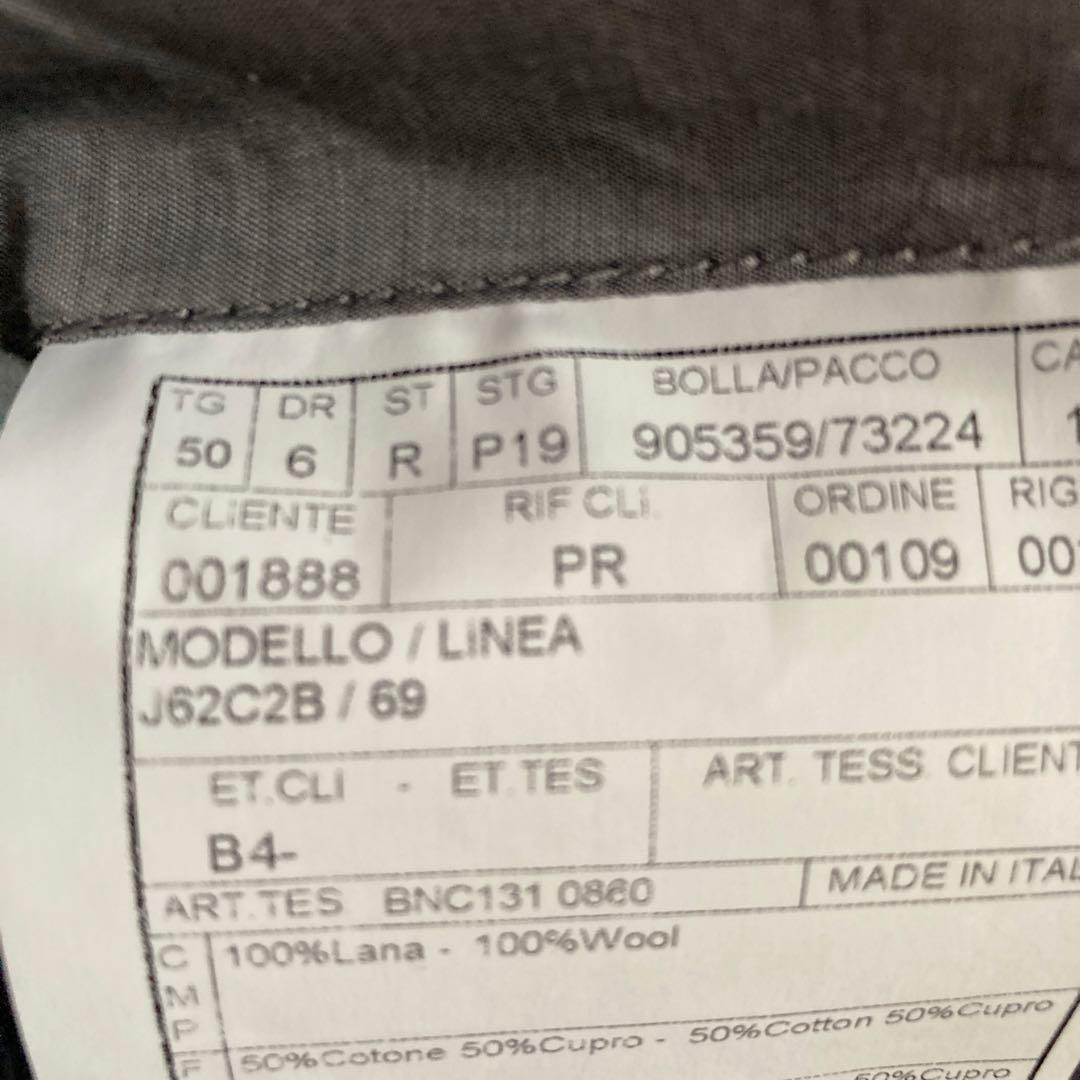 TG DR ST STG BOLLA/PACCO
50 6 R P19 905359/73224
CLIENTE RIF CLI. ORDINE
001888 PR 00109
MODELLO / LINEA
J62C2B / 69
ET.CLI - ET.TES ART. TESS CLIENT
B4-
ART.TES BNC131 0860 MADE IN ITAL
C 100%Lana - 100%Wool
M
P
F 50%Cotone 50%Cupro - 50%Cotton 50%Cupro
50%Cupro